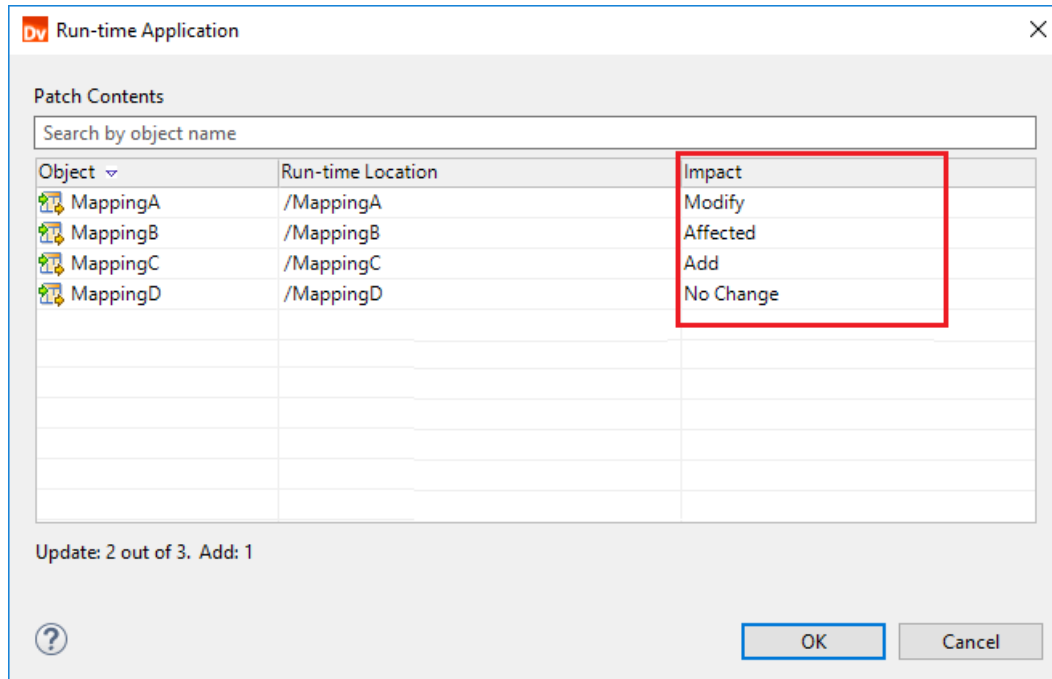 Dv Run-time Application
Patch Contents
Search by object name
Object Run-time Location Impact
MappingA /MappingA Modify
MappingB /MappingB Affected
MappingC /MappingC Add
MappingD /MappingD No Change
Update: 2 out of 3. Add: 1
? OK Cancel